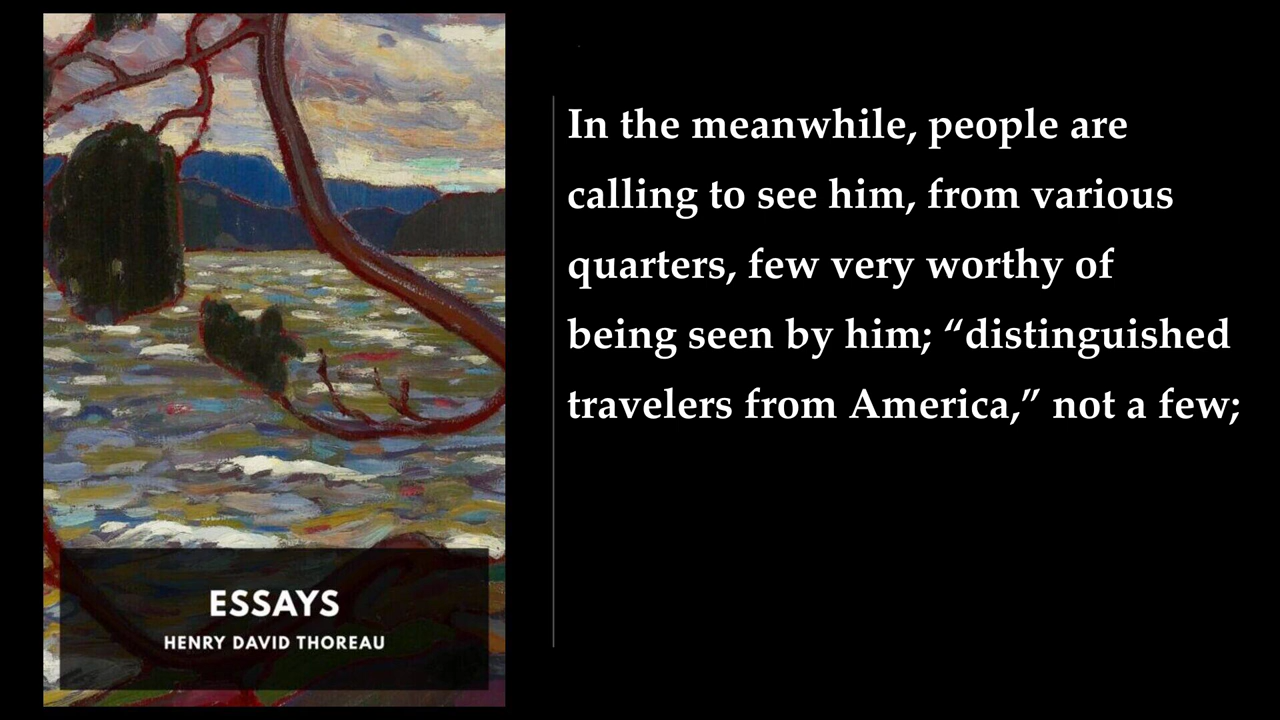 In the meanwhile, people are
calling to see him, from various
quarters, few very worthy of
being seen by him; “distinguished
travelers from America,” not a few;
ESSAYS
HENRY DAVID THOREAU